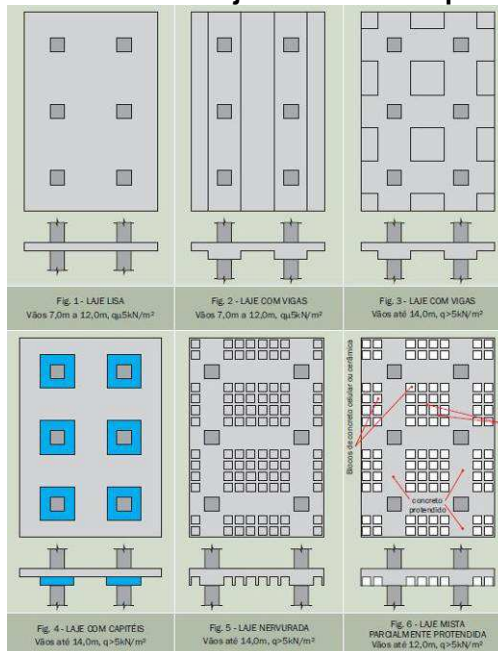 Fig. 1 - LAJE LISA
Vãos 7,0m a 12,0m, qµ5kN/m²
Fig. 2 - LAJE COM VIGAS
Vãos 7,0m a 12,0m, qµ5kN/m²
Fig. 3 - LAJE COM VIGAS
Vãos até 14,0m, q>5kN/m²
Blocos de concreto celular ou cerâmica
concreto
protendido
Fig. 4 - LAJE COM CAPITÉIS
Vãos até 14,0m, q>5kN/m²
Fig. 5 - LAJE NERVURADA
Vãos até 14,0m, q>5kN/m²
Fig. 6 - LAJE MISTA
PARCIALMENTE PROTENDIDA
Vãos até 12,0m, q>5kN/m²